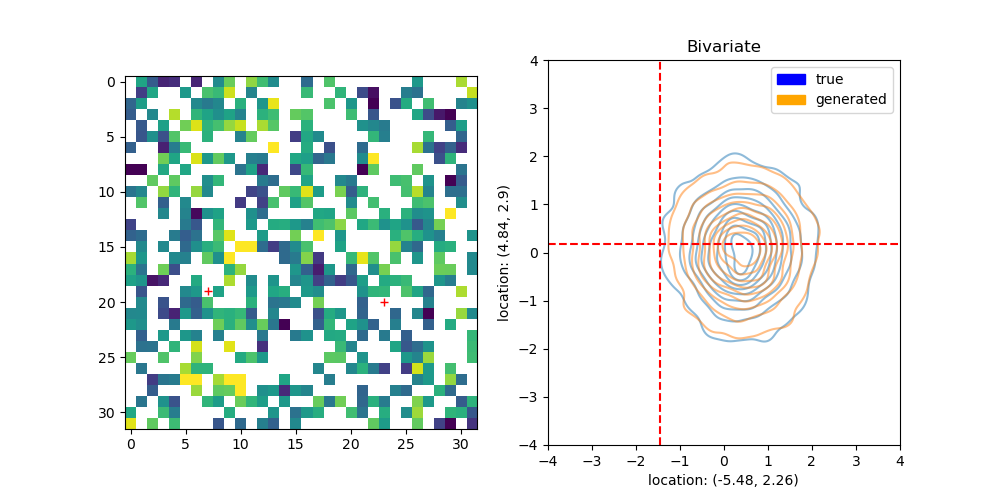 Bivariate
true
generated
0
5
10
15
20
25
30
0 5 10 15 20 25 30
location: (4.84, 2.9)
4
3
2
1
0
−1
−2
−3
−4
−4 −3 −2 −1 0 1 2 3 4
location: (-5.48, 2.26)